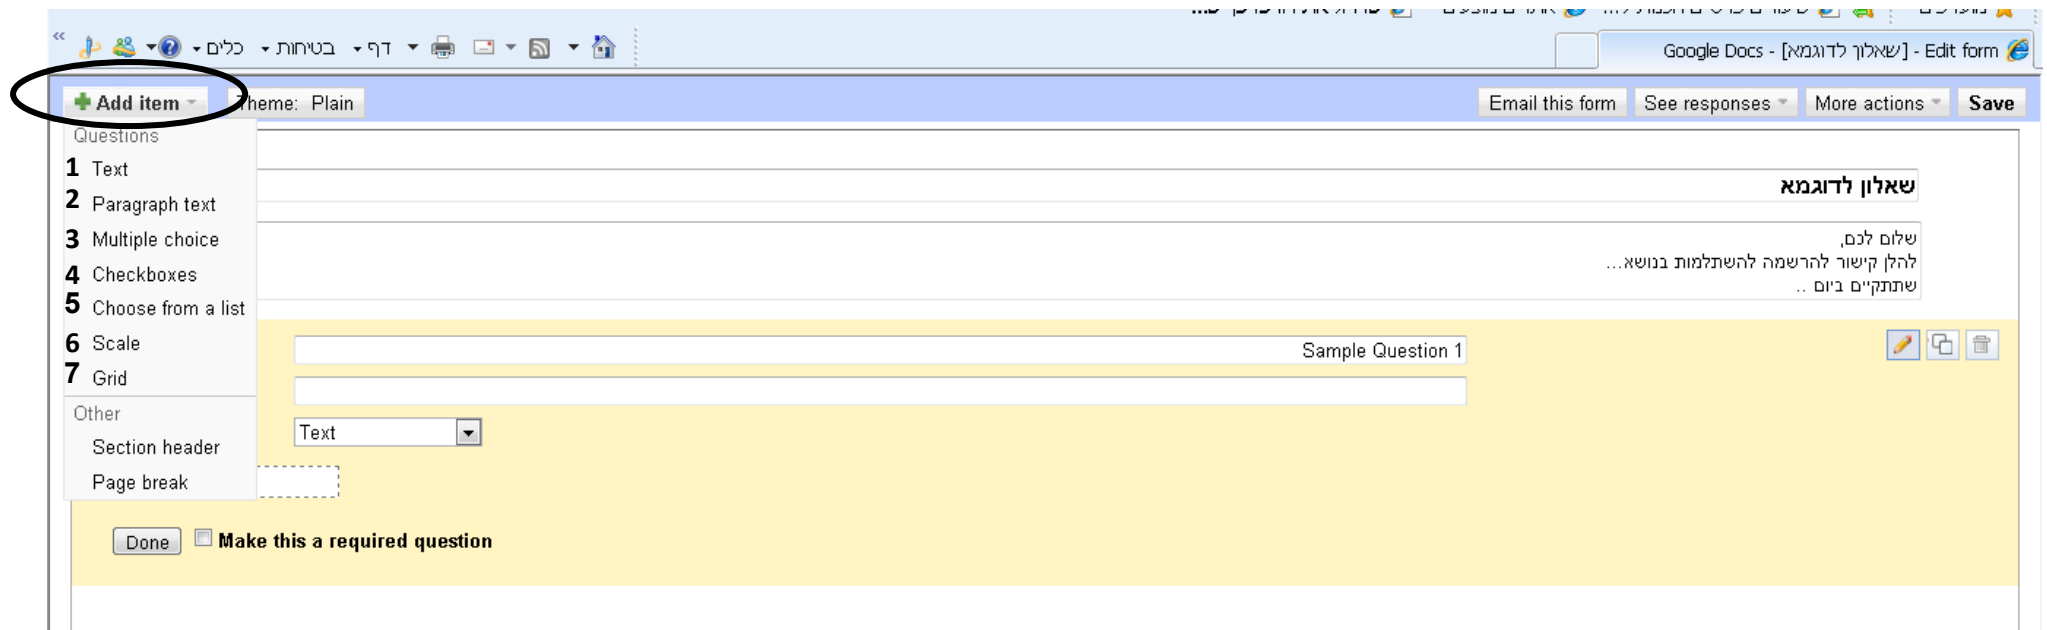 דף
בטיחות
כלים
Google Docs - [שאלון לדוגמא] - Edit form
Add item
Theme: Plain
Email this form
See responses
More actions
Save
Questions
1 Text
2 Paragraph text
3 Multiple choice
4 Checkboxes
5 Choose from a list
6 Scale
7 Grid
Other
Section header
Page break
שאלון לדוגמא
שלום לכם,
להלן קישור להרשמה להשתלמות בנושא...
שתתקיים ביום ..
Sample Question 1
Text
Done
Make this a required question